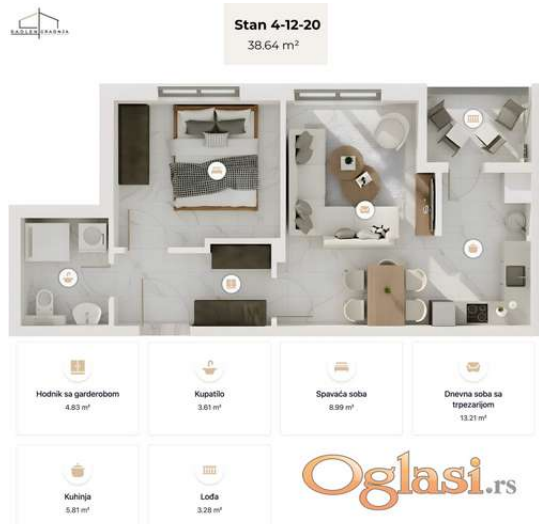 RADLEX GRADNJA
Stan 4-12-20
38.64 m²
Hodnik sa garderobom
4.83 m²
Kupatilo
3.61 m²
Spavaća soba
8.99 m²
Dnevna soba sa
trpezarijom
13.21 m²
Kuhinja
5.81 m²
Lođa
3.28 m²
Oglasi.rs